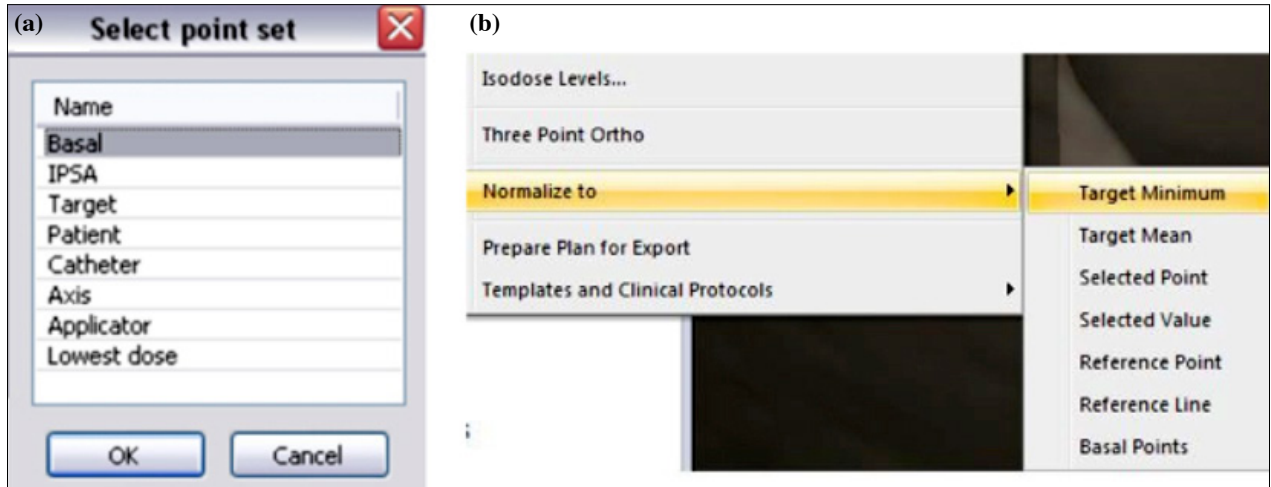 (a) Select point set
Name
Basal
IPSA
Target
Patient
Catheter
Axis
Applicator
Lowest dose
OK Cancel
(b)
Isodose Levels...
Three Point Ortho
Normalize to
Prepare Plan for Export
Templates and Clinical Protocols
Target Minimum
Target Mean
Selected Point
Selected Value
Reference Point
Reference Line
Basal Points